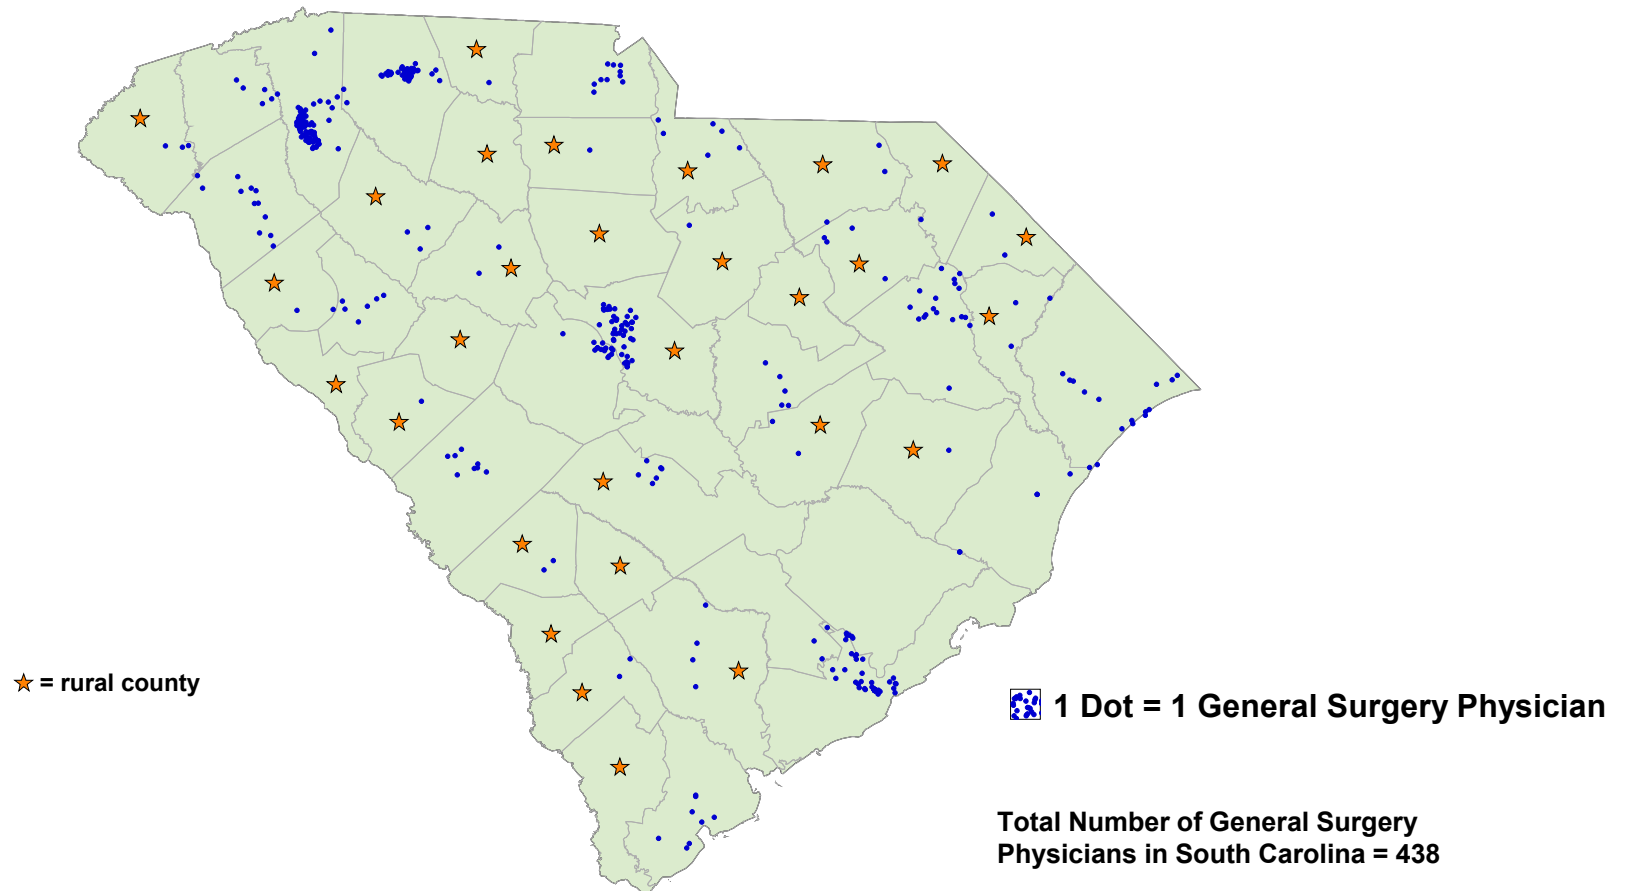 = rural county
1 Dot = 1 General Surgery Physician
Total Number of General Surgery
Physicians in South Carolina = 438